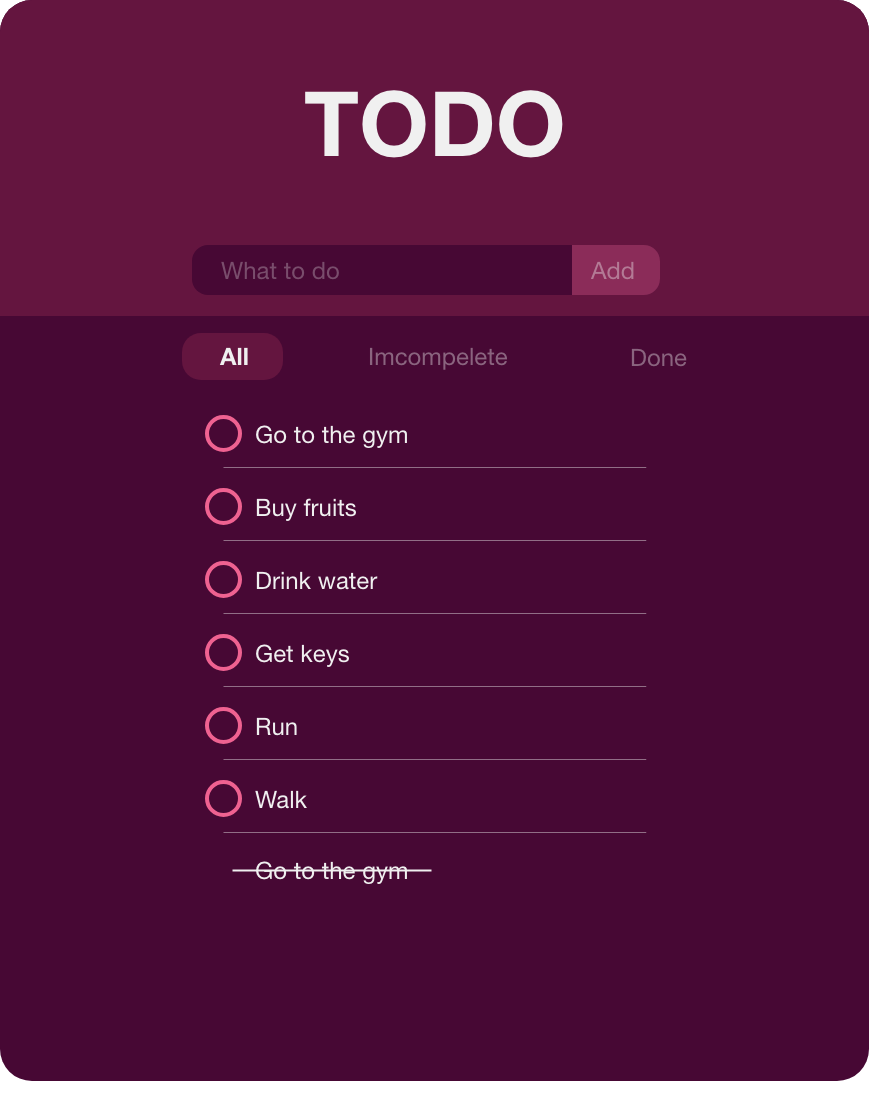 TODO
What to do Add
All Imcompelete Done
Go to the gym
Buy fruits
Drink water
Get keys
Run
Walk
Go to the gym